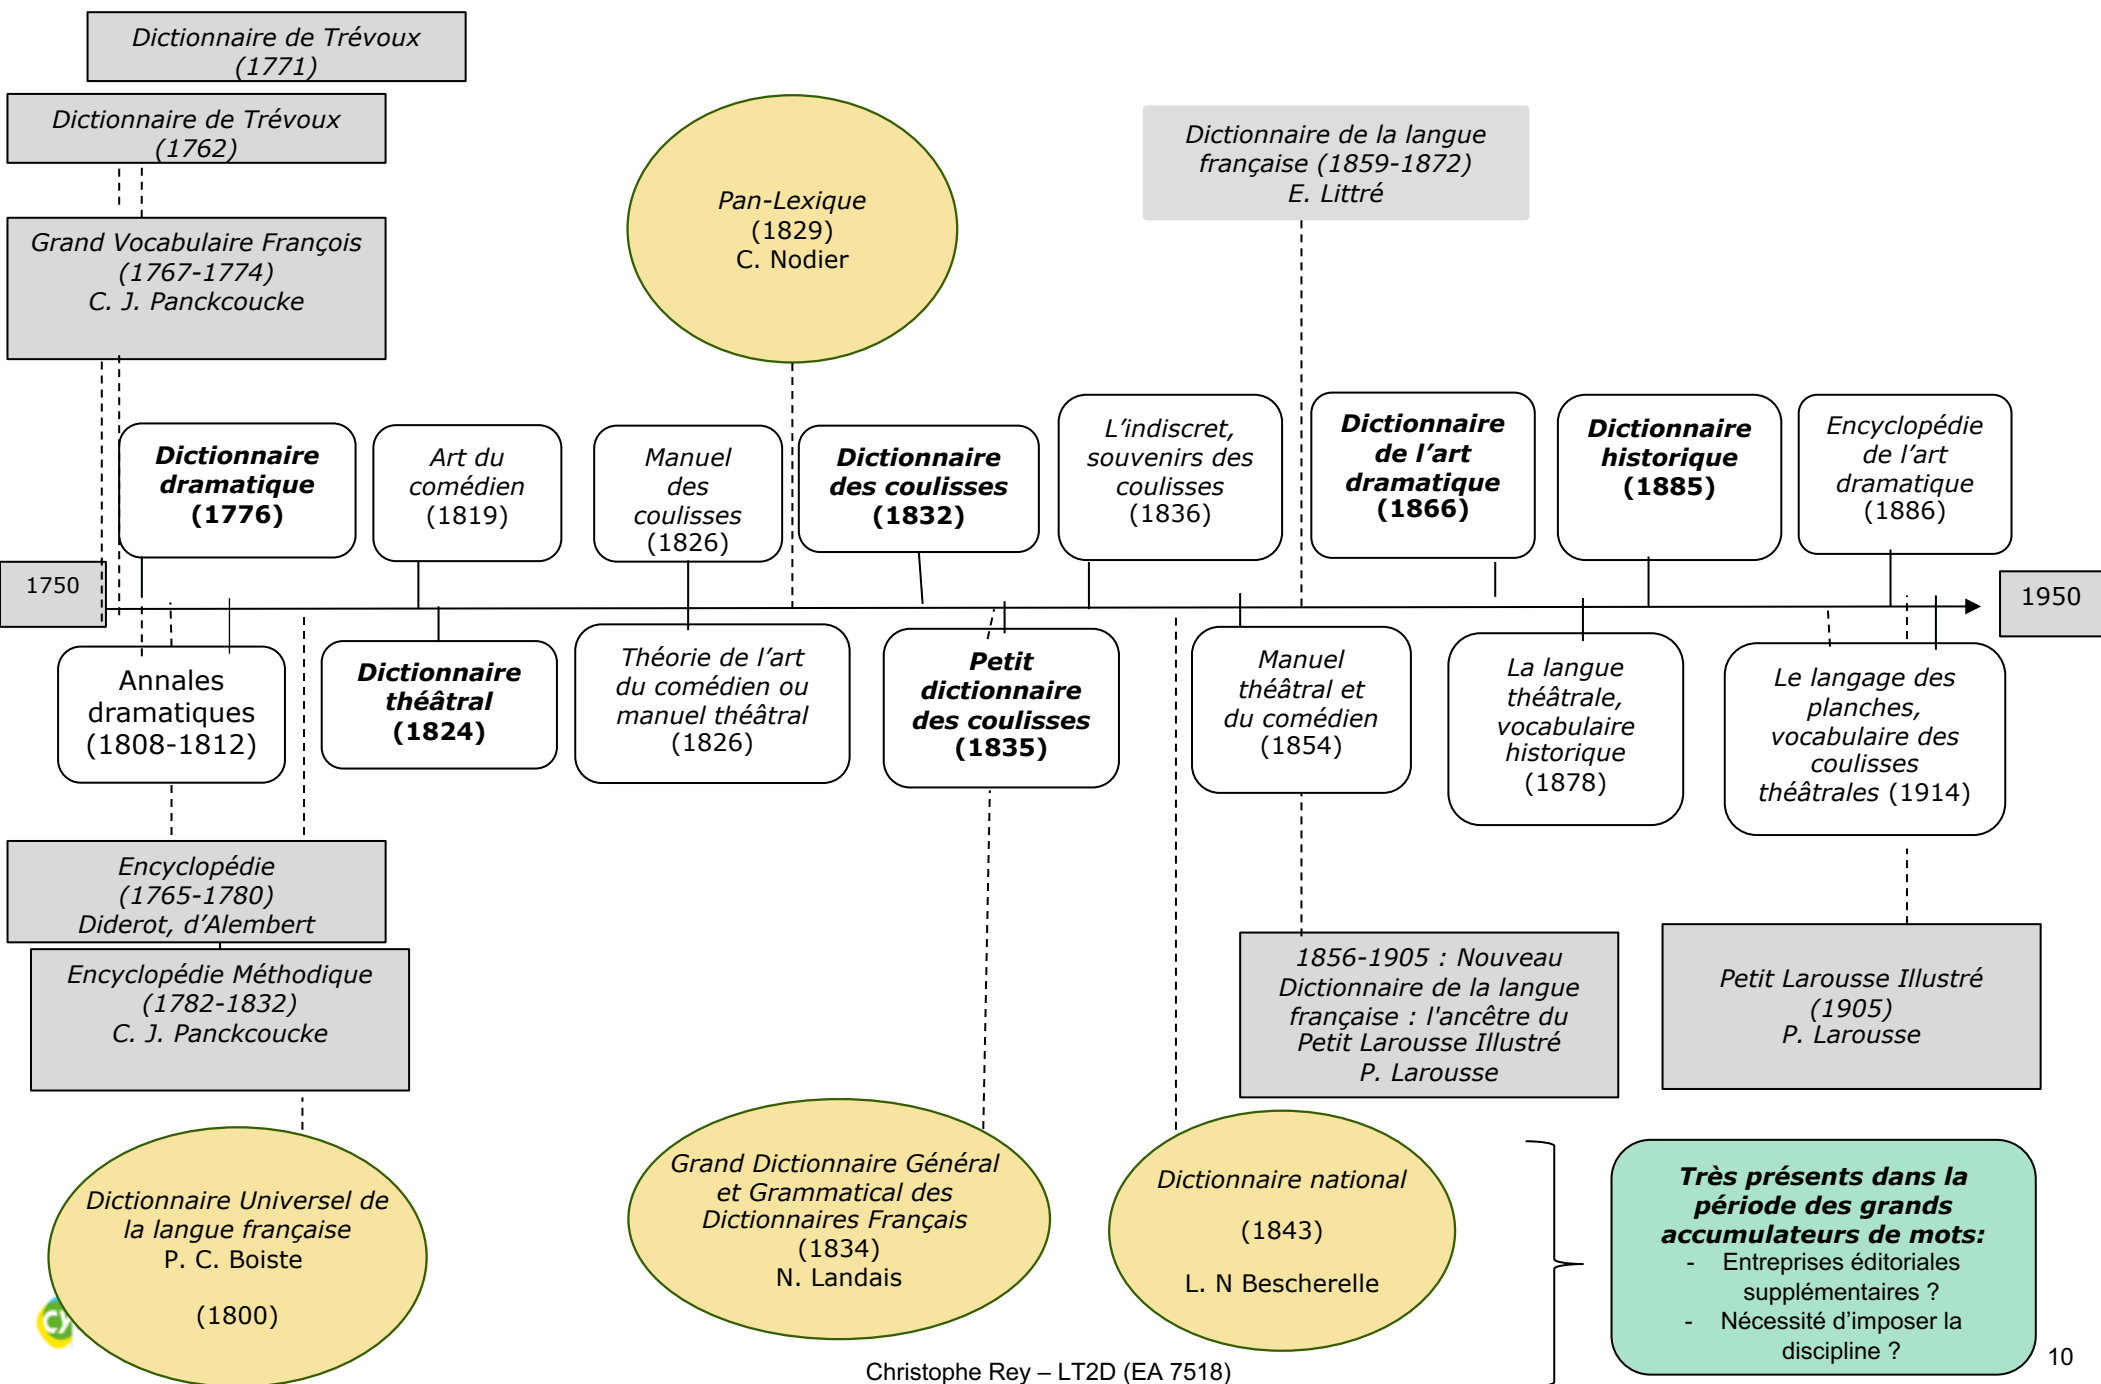 Dictionnaire de Trévoux
(1771)
Dictionnaire de Trévoux
(1762)
Grand Vocabulaire François
(1767-1774)
C. J. Panckcoucke
Pan-Lexique
(1829)
C. Nodier
Dictionnaire de la langue
française (1859-1872)
E. Littré
Dictionnaire
dramatique
(1776)
Art du
comédien
(1819)
Manuel
des
coulisses
(1826)
Dictionnaire
des coulisses
(1832)
L’indiscret,
souvenirs des
coulisses
(1836)
Dictionnaire
de l’art
dramatique
(1866)
Dictionnaire
historique
(1885)
Encyclopédie
de l’art
dramatique
(1886)
1750
1950
Annales
dramatiques
(1808-1812)
Dictionnaire
théâtral
(1824)
Théorie de l’art
du comédien ou
manuel théâtral
(1826)
Petit
dictionnaire
des coulisses
(1835)
Manuel
théâtral et
du comédien
(1854)
La langue
théâtrale,
vocabulaire
historique
(1878)
Le langage des
planches,
vocabulaire des
coulisses
théâtrales (1914)
Encyclopédie
(1765-1780)
Diderot, d’Alembert
Encyclopédie Méthodique
(1782-1832)
C. J. Panckcoucke
1856-1905 : Nouveau
Dictionnaire de la langue
française : l'ancêtre du
Petit Larousse Illustré
P. Larousse
Petit Larousse Illustré
(1905)
P. Larousse
Dictionnaire Universel de
la langue française
P. C. Boiste
(1800)
Grand Dictionnaire Général
et Grammatical des
Dictionnaires Français
(1834)
N. Landais
Dictionnaire national
(1843)
L. N Bescherelle
Très présents dans la
période des grands
accumulateurs de mots:
- Entreprises éditoriales
supplémentaires ?
- Nécessité d’imposer la
discipline ?
CY
Christophe Rey – LT2D (EA 7518)
10